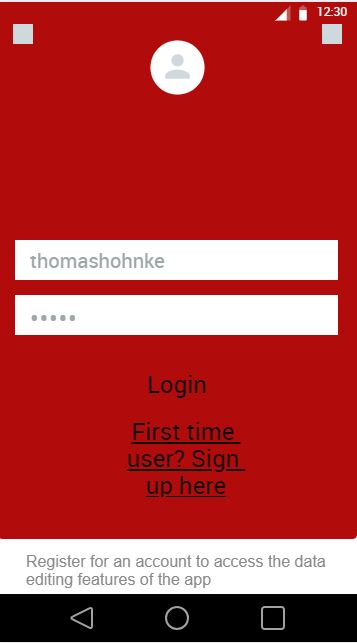 12:30
thomashohnke
•••••
Login
First time
user? Sign
up here
Register for an account to access the data
editing features of the app